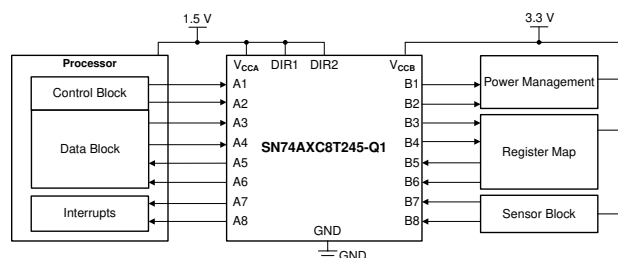 1.5 V
3.3 V
Processor
VCCA
DIR1
DIR2
VCCB
Control Block
Data Block
Interrupts
A1
A2
A3
A4
A5
A6
A7
A8
SN74AXC8T245-Q1
GND
GND
B1
B2
B3
B4
B5
B6
B7
B8
Power Management
Register Map
Sensor Block